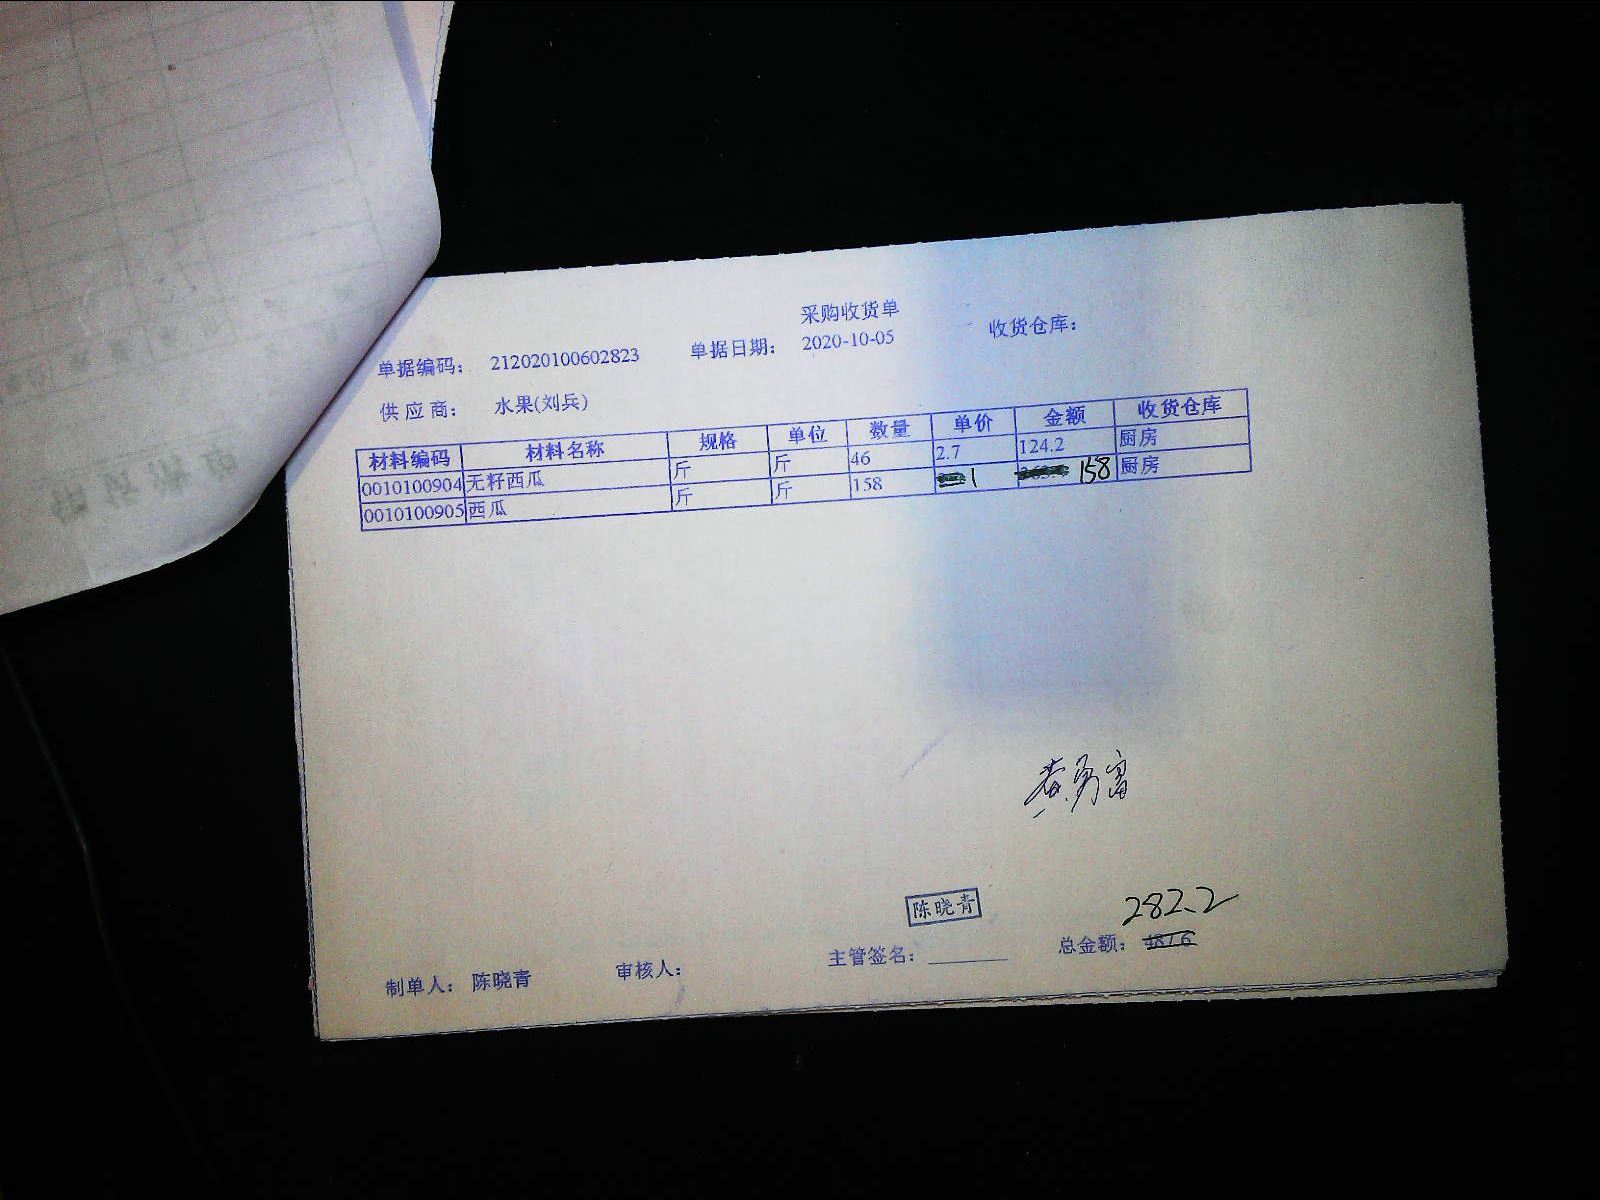 采购收货单
单据编码： 212020100602823 单据日期： 2020-10-05 收货仓库：
供 应 商： 水果(刘兵)
材料编码 材料名称 规格 单位 数量 单价 金额 收货仓库
0010100904 无籽西瓜 斤 斤 46 2.7 124.2 厨房
0010100905 西瓜 斤 斤 158 1 158 厨房
陈晓青
282.2
制单人： 陈晓青 审核人： 主管签名： 总金额：